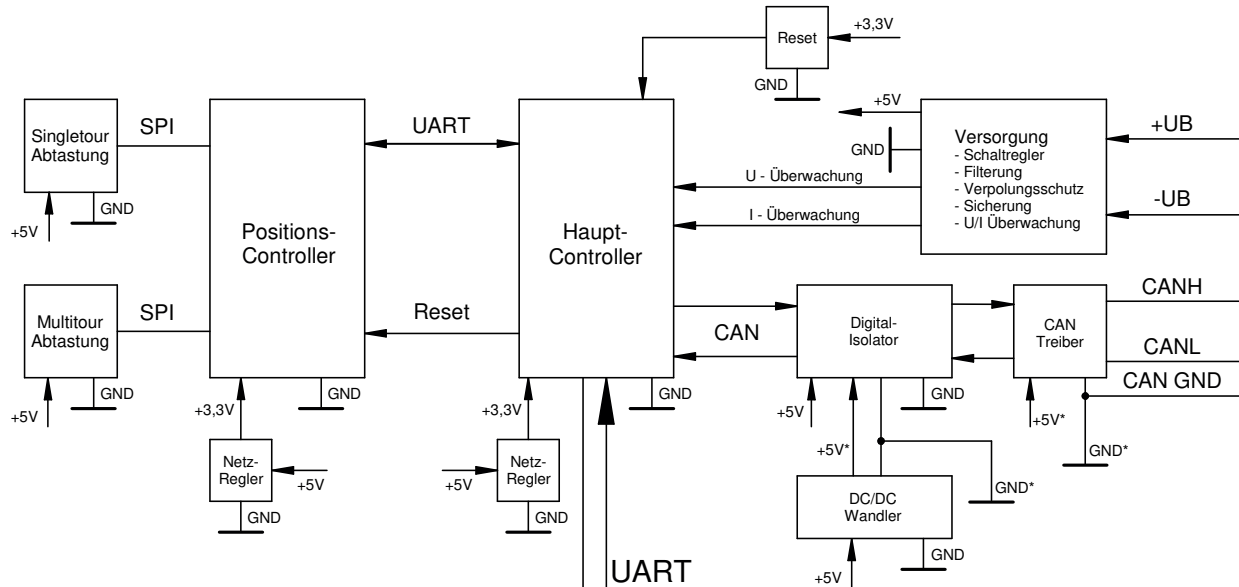 Reset
+3,3V
GND
Singletour
Abtastung
SPI
GND
+5V
Positions-
Controller
UART
Haupt-
Controller
+5V
GND
Versorgung
- Schaltregler
- Filterung
- Verpolungsschutz
- Sicherung
- U/I Überwachung
+UB
-UB
U - Überwachung
I - Überwachung
Multitour
Abtastung
SPI
GND
+5V
Reset
CAN
Digital-
Isolator
CAN
Treiber
CANH
CANL
CAN GND
+3,3V
GND
+3,3V
GND
+5V
+5V*
GND
+5V*
GND*
Netz-
Regler
+5V
GND
+5V
Netz-
Regler
GND
GND*
DC/DC
Wandler
+5V
GND
UART